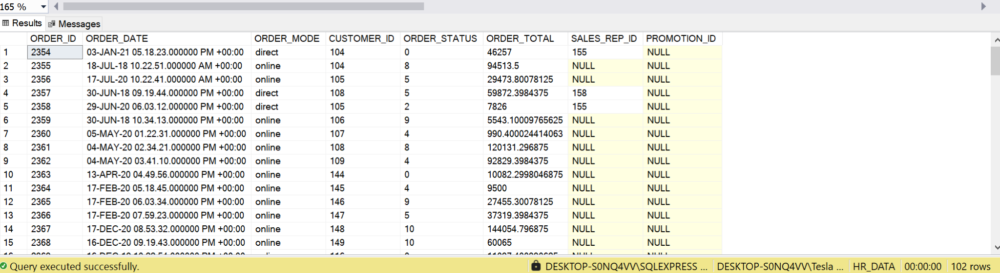 165 %
Results Messages
ORDER_ID ORDER_DATE ORDER_MODE CUSTOMER_ID ORDER_STATUS ORDER_TOTAL SALES_REP_ID PROMOTION_ID
1 2354 03-JAN-21 05.18.23.000000 PM +00:00 direct 104 0 46257 155 NULL
2 2355 18-JUL-18 10.22.51.000000 AM +00:00 online 104 8 94513.5 NULL NULL
3 2356 17-JUL-20 10.22.41.000000 AM +00:00 online 105 5 29473.80078125 NULL NULL
4 2357 30-JUN-18 09.19.44.000000 PM +00:00 direct 108 5 59872.3984375 158 NULL
5 2358 29-JUN-20 06.03.12.000000 PM +00:00 direct 105 2 7826 155 NULL
6 2359 30-JUN-18 10.34.13.000000 PM +00:00 online 106 9 5543.10009765625 NULL NULL
7 2360 05-MAY-20 01.22.31.000000 PM +00:00 online 107 4 990.400024414063 NULL NULL
8 2361 04-MAY-20 02.34.21.000000 PM +00:00 online 108 8 120131.296875 NULL NULL
9 2362 04-MAY-20 03.41.10.000000 PM +00:00 online 109 4 92829.3984375 NULL NULL
10 2363 13-APR-20 04.49.56.000000 PM +00:00 online 144 0 10082.2998046875 NULL NULL
11 2364 17-FEB-20 05.18.45.000000 PM +00:00 online 145 4 9500 NULL NULL
12 2365 17-FEB-20 06.03.34.000000 PM +00:00 online 146 9 27455.30078125 NULL NULL
13 2366 17-FEB-20 07.59.23.000000 PM +00:00 online 147 5 37319.3984375 NULL NULL
14 2367 17-DEC-20 08.53.32.000000 PM +00:00 online 148 10 144054.796875 NULL NULL
15 2368 16-DEC-20 09.19.43.000000 PM +00:00 online 149 10 60065 NULL NULL
Query executed successfully. DESKTOP-S0NQ4VV\SQLEXPRESS ... DESKTOP-S0NQ4VV\Tesla ... HR_DATA 00:00:00 102 rows